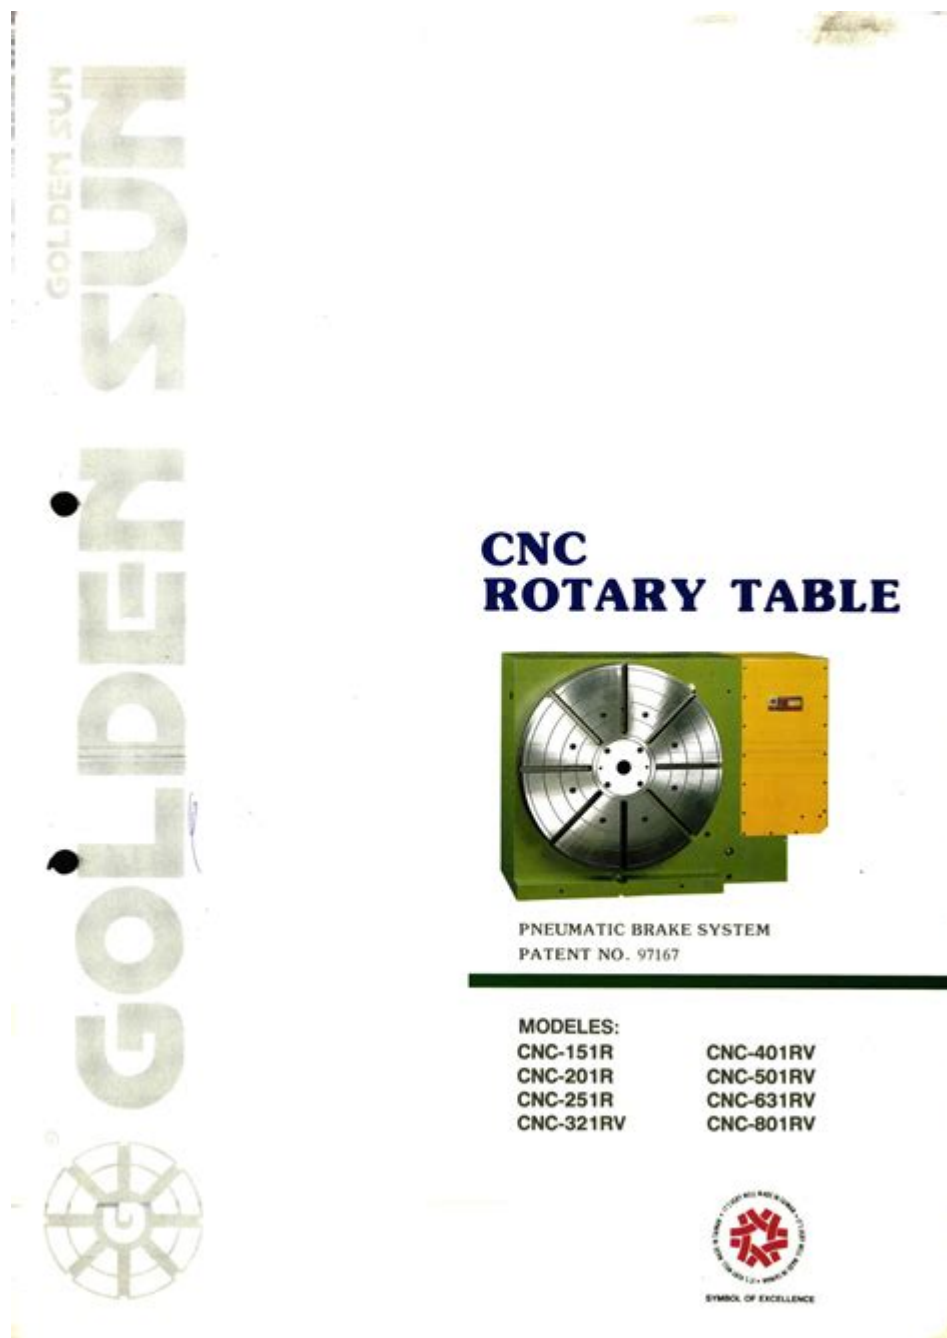 GOLDEN SUN
GOLDEN SUN
CNC
ROTARY TABLE
PNEUMATIC BRAKE SYSTEM
PATENT NO. 97167
MODELES:
CNC-151R
CNC-201R
CNC-251R
CNC-321RV
CNC-401RV
CNC-501RV
CNC-631RV
CNC-801RV
G
SYMBOL OF EXCELLENCE